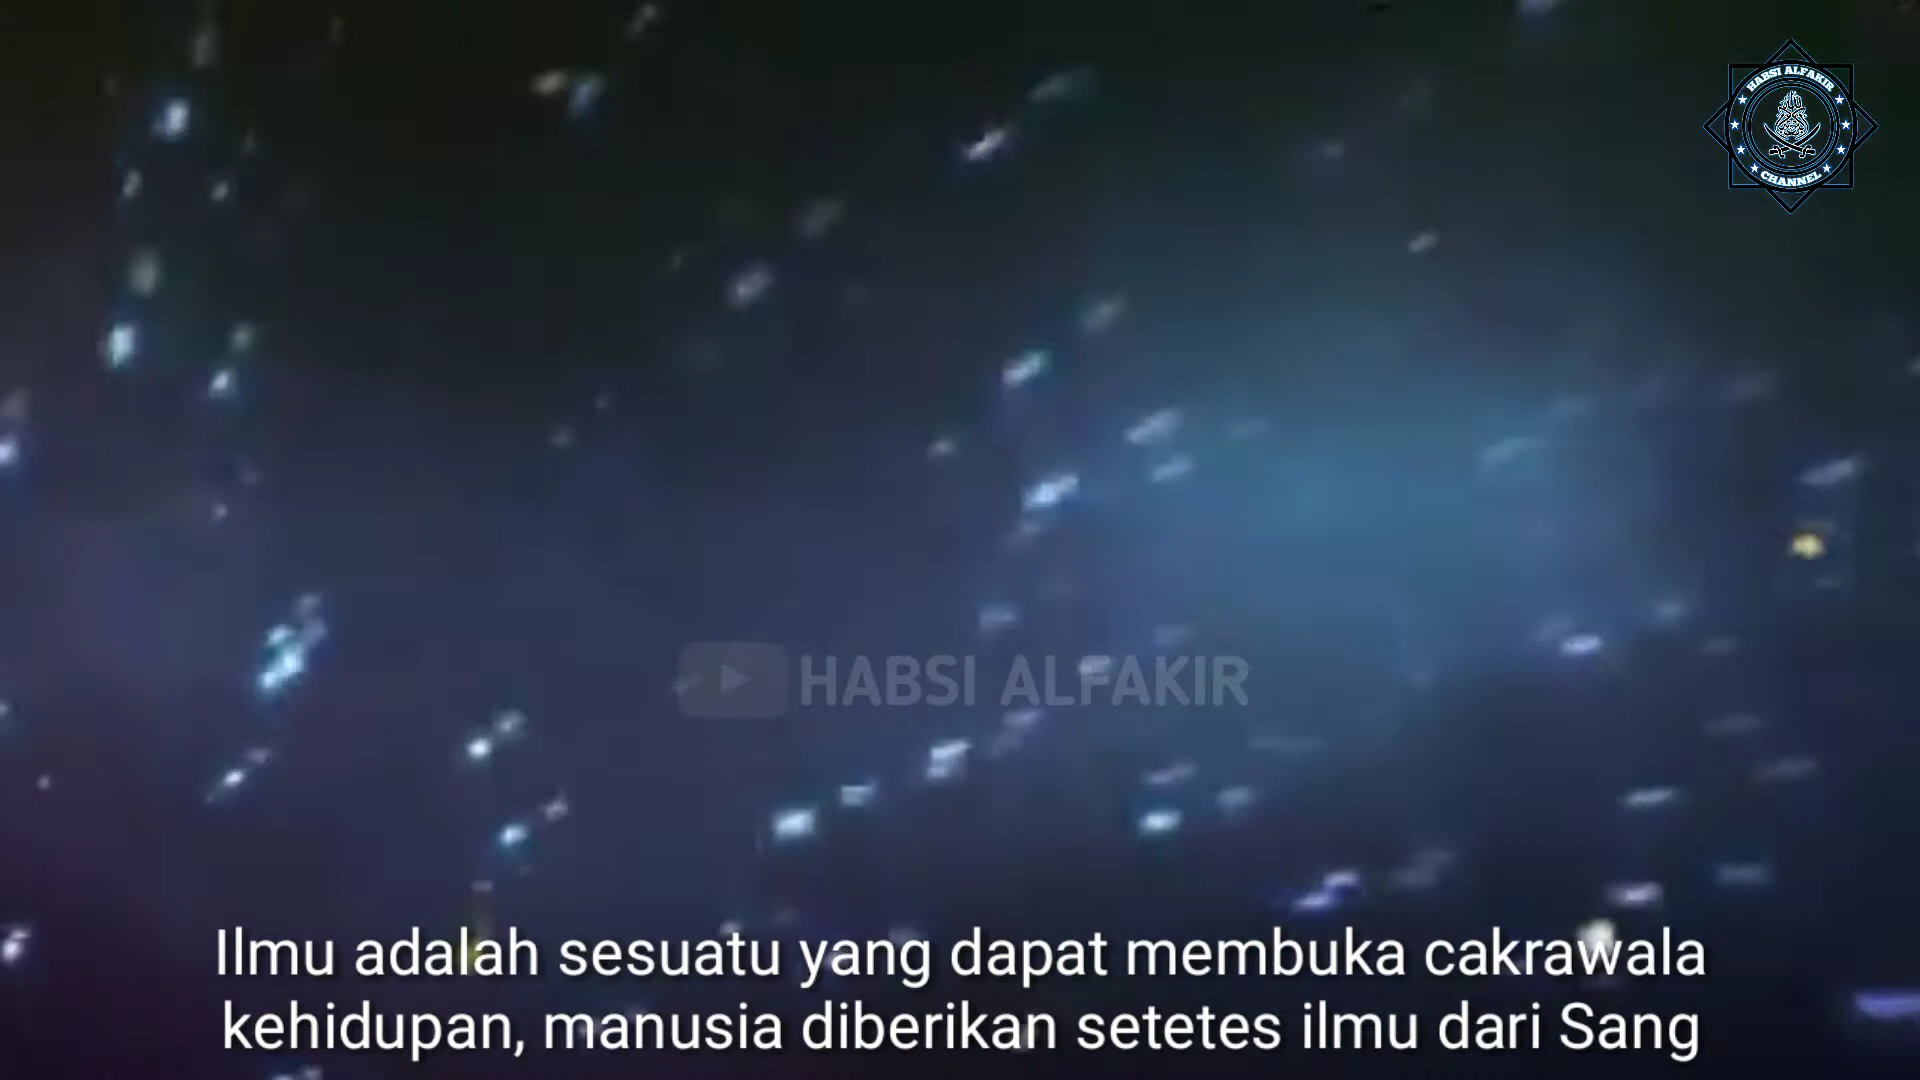 HABSI ALFAKIR
CHANNEL
HABSI ALFAKIR
Ilmu adalah sesuatu yang dapat membuka cakrawala
kehidupan, manusia diberikan setetes ilmu dari Sang